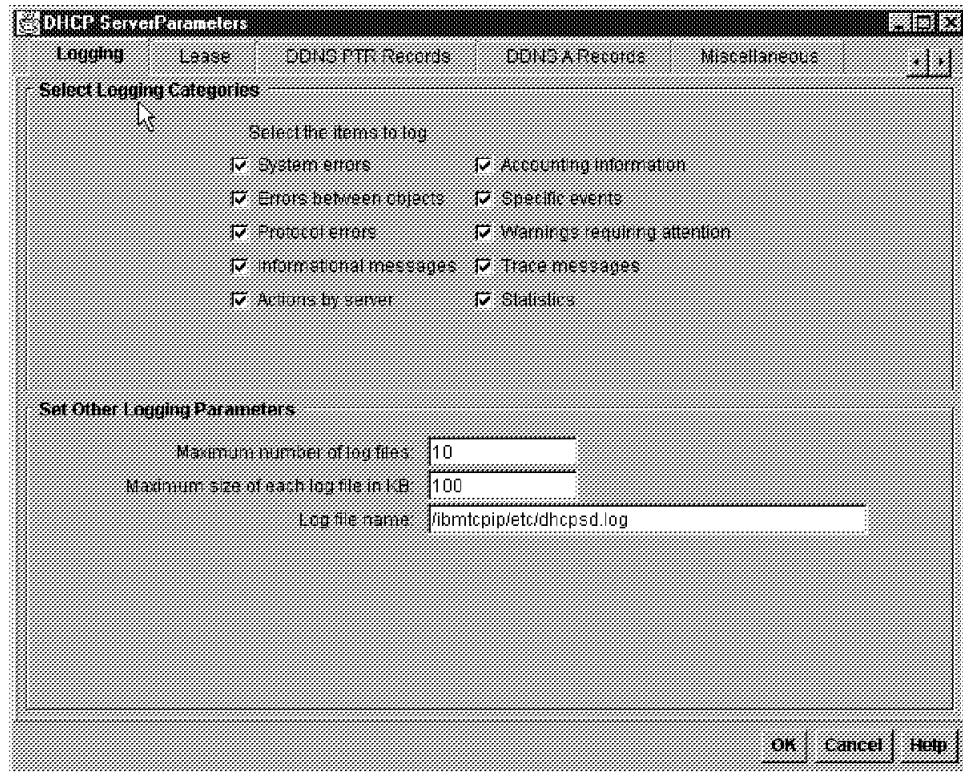 DHCP ServerParameters
Logging Lease DDNS PTR Records DDNS A Records Miscellaneous
Select Logging Categories
Select the items to log
System errors Accounting information
Errors between objects Specific events
Protocol errors Warnings requiring attention
Informational messages Trace messages
Actions by server Statistics
Set Other Logging Parameters
Maximum number of log files: 10
Maximum size of each log file in KB: 100
Log file name: /ibmtcpip/etc/dhcpsd.log
OK Cancel Help